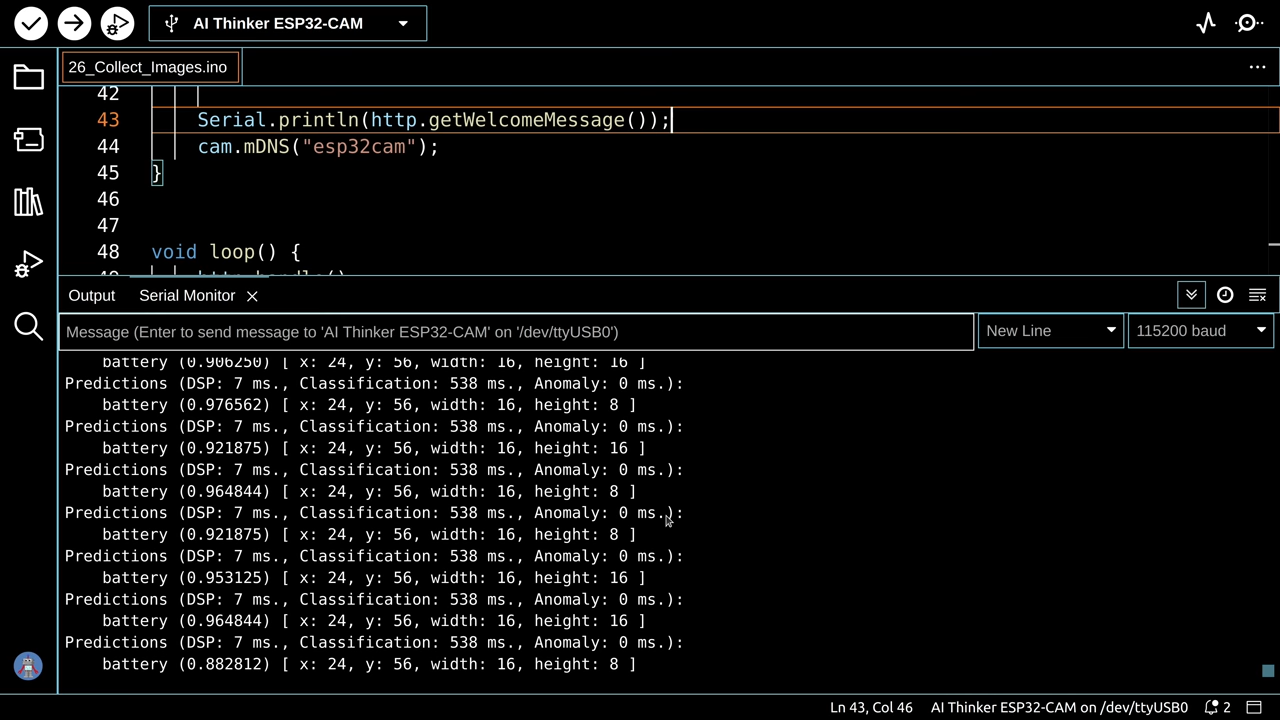 AI Thinker ESP32-CAM
26_Collect_Images.ino
42
43 Serial.println(http.getWelcomeMessage());
44 cam.mDNS("esp32cam");
45 }
46
47
48 void loop() {
Output Serial Monitor
Message (Enter to send message to 'AI Thinker ESP32-CAM' on '/dev/ttyUSB0') New Line 115200 baud
battery (0.906250) [ x: 24, y: 56, width: 16, height: 16 ]
Predictions (DSP: 7 ms., Classification: 538 ms., Anomaly: 0 ms.):
battery (0.976562) [ x: 24, y: 56, width: 16, height: 8 ]
Predictions (DSP: 7 ms., Classification: 538 ms., Anomaly: 0 ms.):
battery (0.921875) [ x: 24, y: 56, width: 16, height: 16 ]
Predictions (DSP: 7 ms., Classification: 538 ms., Anomaly: 0 ms.):
battery (0.964844) [ x: 24, y: 56, width: 16, height: 8 ]
Predictions (DSP: 7 ms., Classification: 538 ms., Anomaly: 0 ms.):
battery (0.921875) [ x: 24, y: 56, width: 16, height: 8 ]
Predictions (DSP: 7 ms., Classification: 538 ms., Anomaly: 0 ms.):
battery (0.953125) [ x: 24, y: 56, width: 16, height: 16 ]
Predictions (DSP: 7 ms., Classification: 538 ms., Anomaly: 0 ms.):
battery (0.964844) [ x: 24, y: 56, width: 16, height: 16 ]
Predictions (DSP: 7 ms., Classification: 538 ms., Anomaly: 0 ms.):
battery (0.882812) [ x: 24, y: 56, width: 16, height: 8 ]
Ln 43, Col 46 AI Thinker ESP32-CAM on /dev/ttyUSB0 2